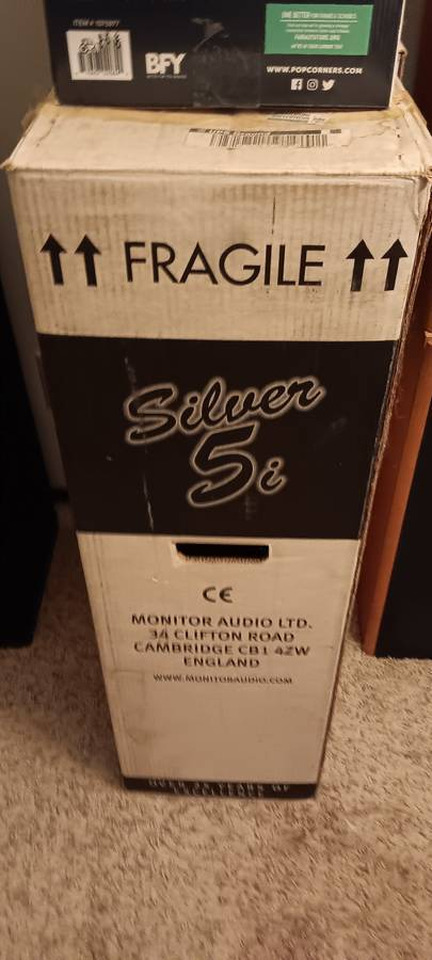 BFY
WWW.POPCORNERS.COM
↑↑ FRAGILE ↑↑
Silver
5i
CE
MONITOR AUDIO LTD.
34 CLIFTON ROAD
CAMBRIDGE CB1 4ZW
ENGLAND
WWW.MONITORAUDIO.COM